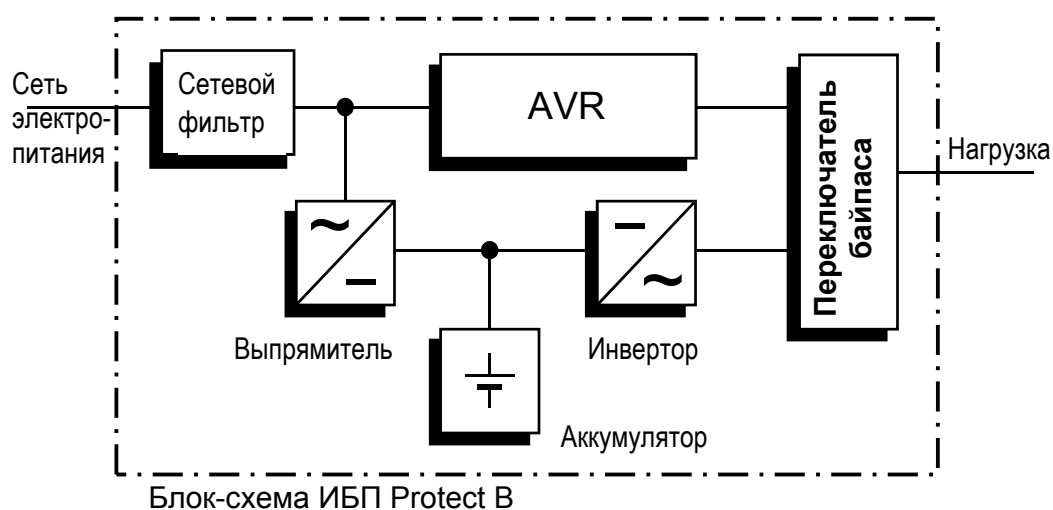 Сеть
электро-
питания
Сетевой
фильтр
AVR
Переключатель
байпаса
Нагрузка
Выпрямитель
Инвертор
Аккумулятор
Блок-схема ИБП Protect B